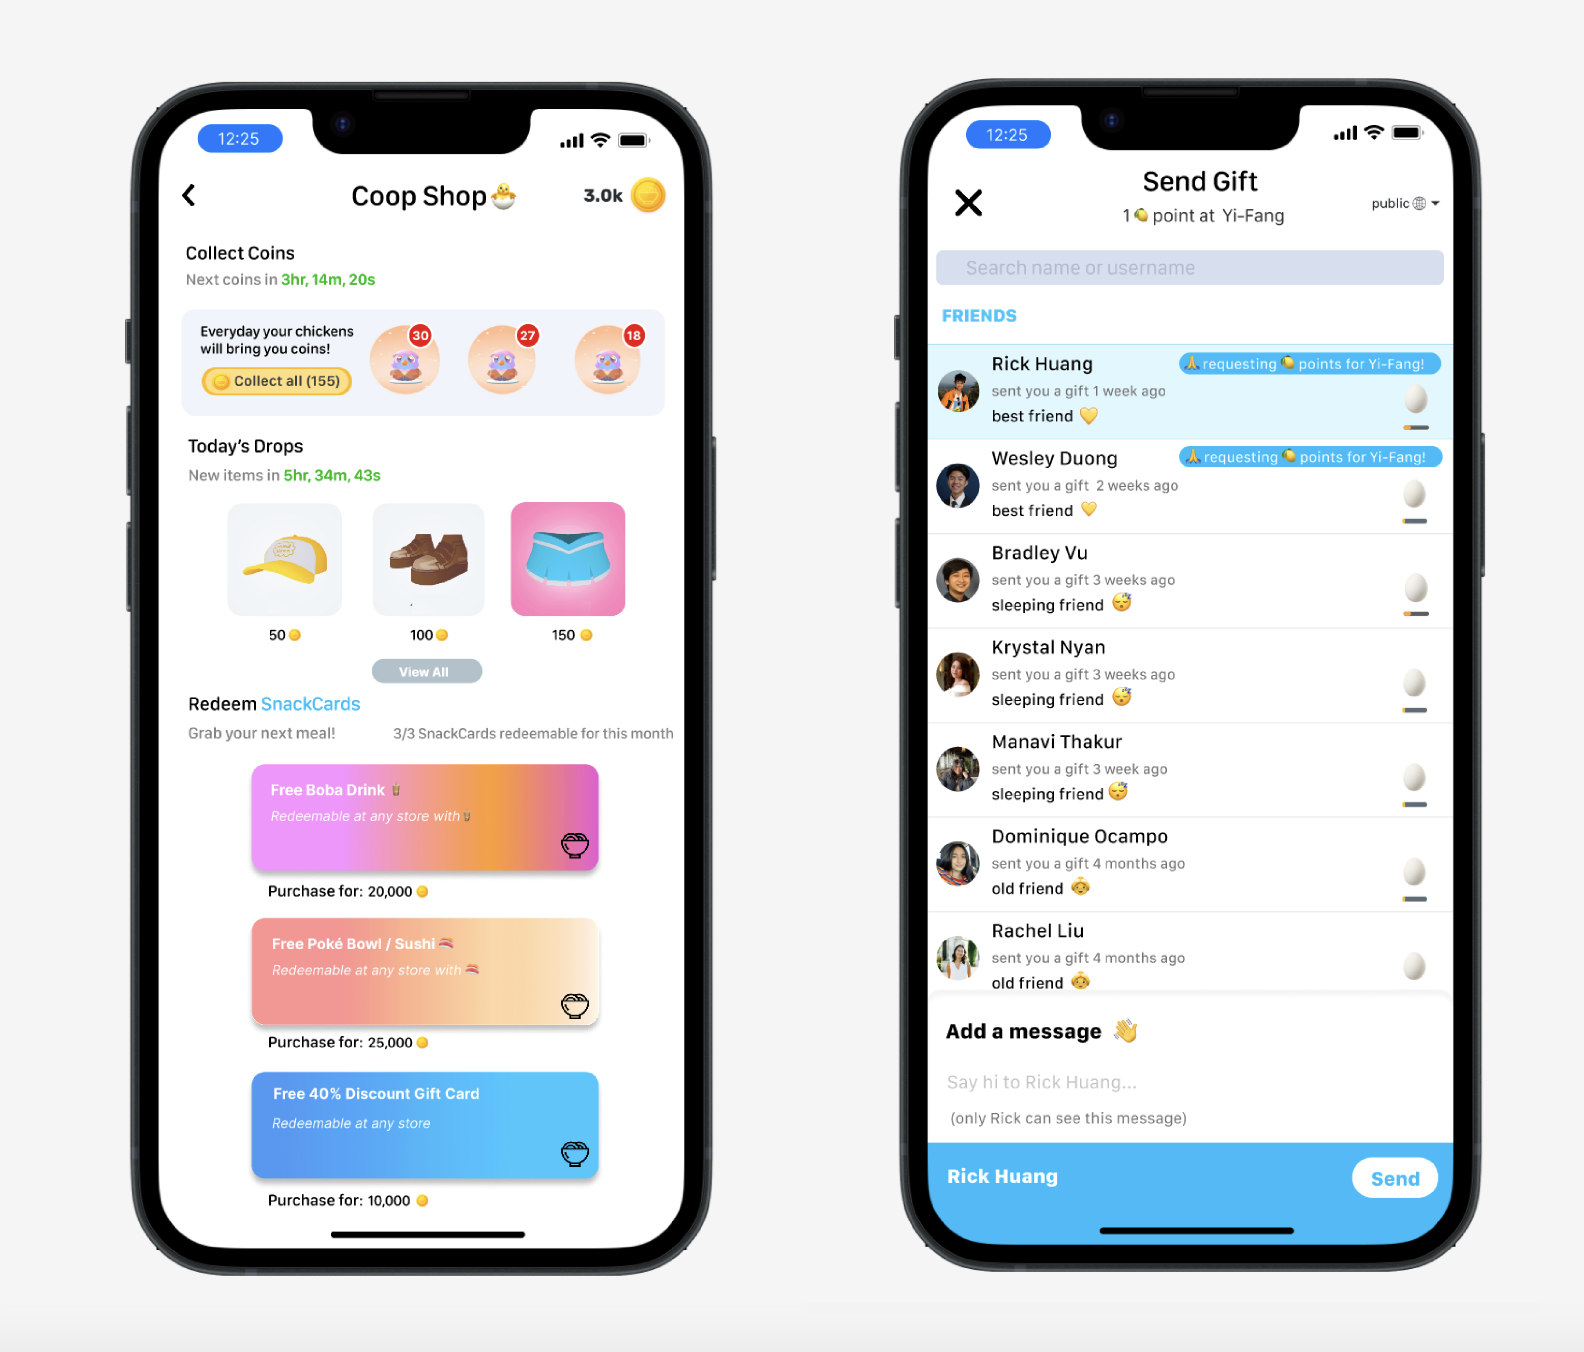 12:25
Coop Shop
3.0k
Collect Coins
Next coins in 3hr, 14m, 20s
Everyday your chickens
will bring you coins!
Collect all (155)
30
27
18
Today's Drops
New items in 5hr, 34m, 43s
50
100
150
View All
Redeem SnackCards
Grab your next meal!
3/3 SnackCards redeemable for this month
Free Boba Drink
Redeemable at any store with
Purchase for: 20,000
Free Poké Bowl / Sushi
Redeemable at any store with
Purchase for: 25,000
Free 40% Discount Gift Card
Redeemable at any store
Purchase for: 10,000
12:25
Send Gift
1 point at Yi-Fang
public
Search name or username
FRIENDS
Rick Huang
requesting points for Yi-Fang!
sent you a gift 1 week ago
best friend
Wesley Duong
requesting points for Yi-Fang!
sent you a gift 2 weeks ago
best friend
Bradley Vu
sent you a gift 3 weeks ago
sleeping friend
Krystal Nyan
sent you a gift 3 weeks ago
sleeping friend
Manavi Thakur
sent you a gift 3 week ago
sleeping friend
Dominique Ocampo
sent you a gift 4 months ago
old friend
Rachel Liu
sent you a gift 4 months ago
old friend
Add a message
Say hi to Rick Huang...
(only Rick can see this message)
Rick Huang
Send